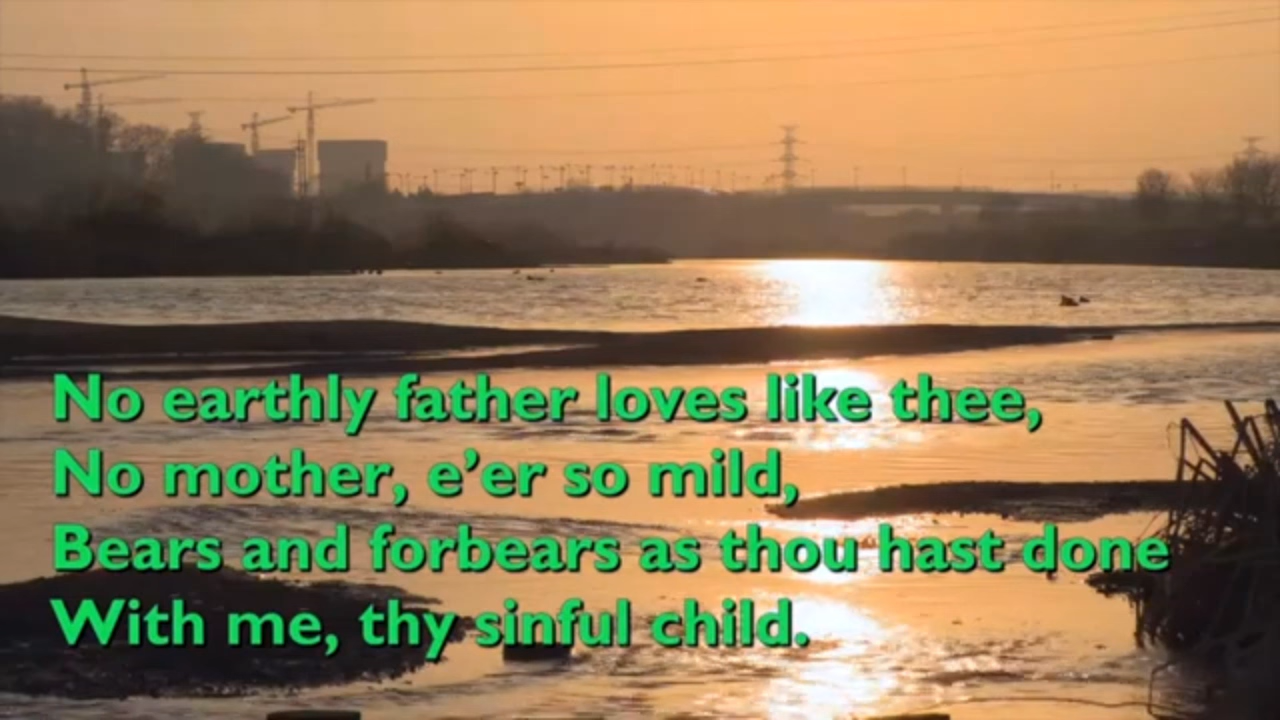 No earthly father loves like thee,
No mother, e’er so mild,
Bears and forbears as thou hast done
With me, thy sinful child.